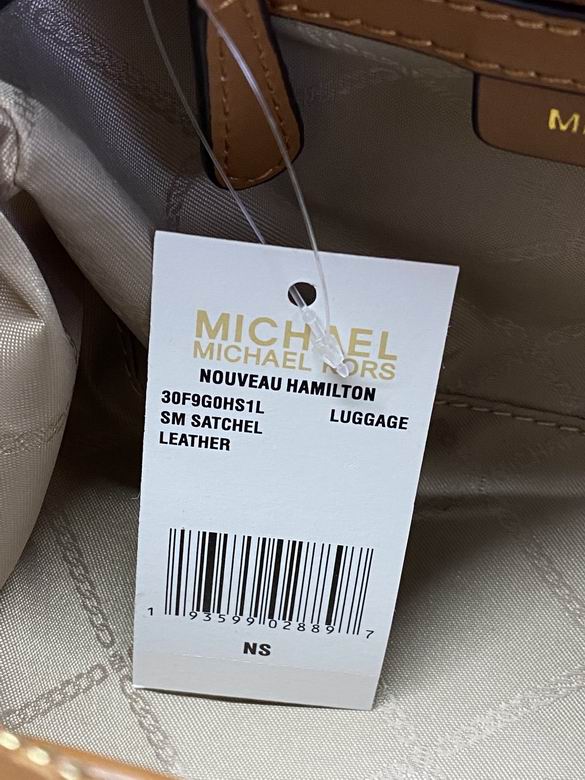 M
MICHAEL
MICHAEL KORS
NOUVEAU HAMILTON
30F9G0HS1L LUGGAGE
SM SATCHEL
LEATHER
1 93599 02889 7
NS